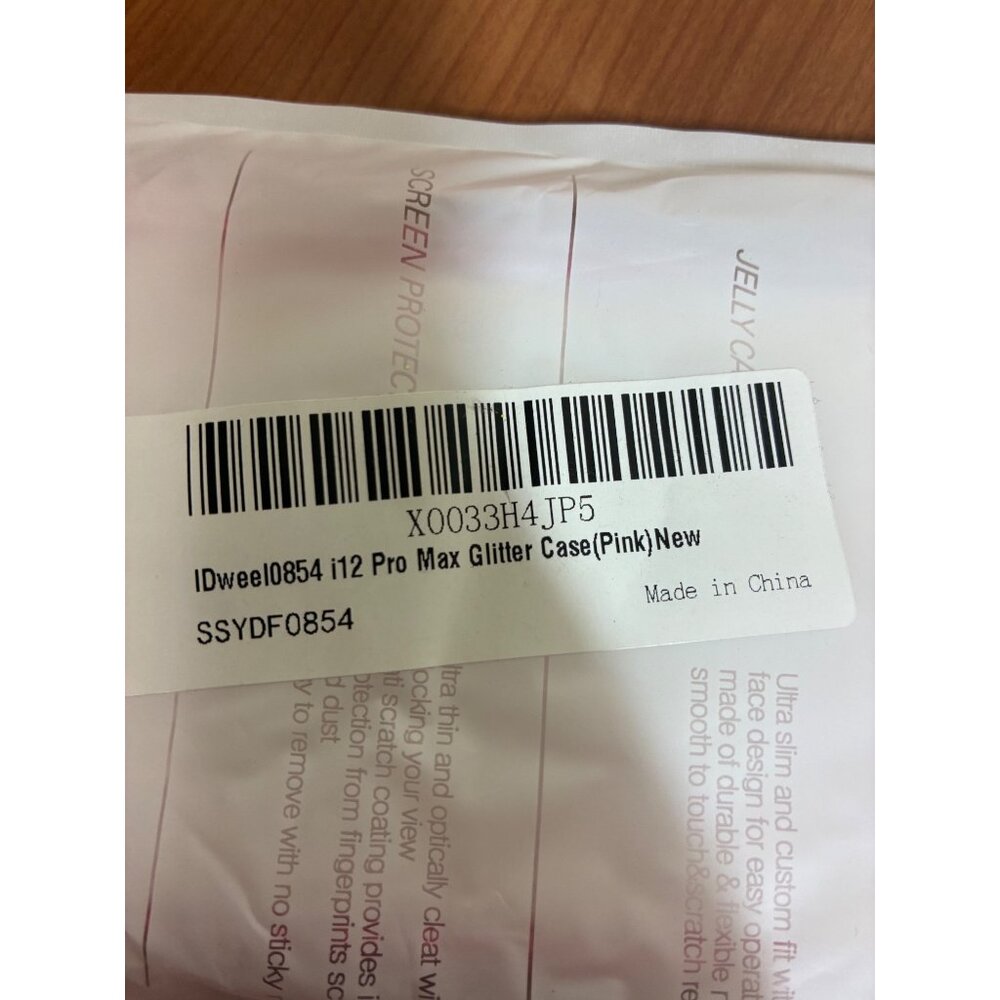 SCREEN PROTEC
JELLY CA
X0033H4JP5
IDweel0854 i12 Pro Max Glitter Case(Pink)New
Made in China
SSYDF0854
ltra thin and optically cleat wi
ocking your view
ti scratch coating provides i
otection from fingerprints sc
d dust
y to remove with no sticky
Ultra slim and custom fit wit
face design for easy operat
made of durable & flexible
smooth to touch&scratch re